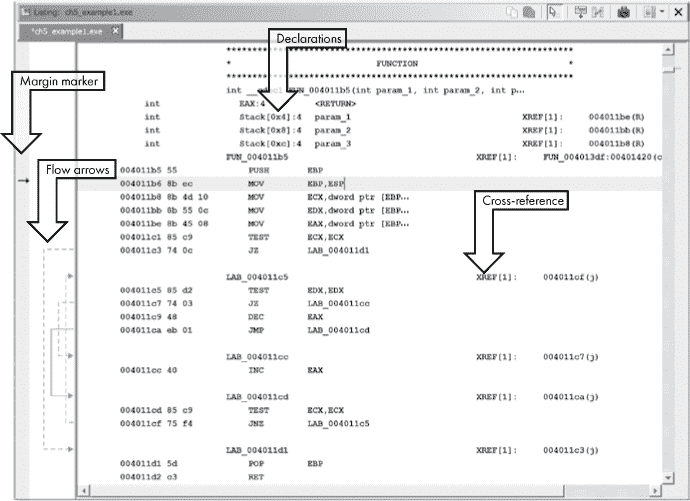 Listing: ch5_example1.exe
*ch5_example1.exe
Declarations
Margin marker
Flow arrows
Cross-reference
* FUNCTION *
int FUN_004011b5(int param_1, int param_2, int p...
int EAX:4 <RETURN>
int Stack[0x4]:4 param_1 XREF[1]: 004011be(R)
int Stack[0x8]:4 param_2 XREF[1]: 004011bb(R)
int Stack[0xc]:4 param_3 XREF[1]: 004011b8(R)
FUN_004011b5 XREF[1]: FUN_004013df:00401420(c
004011b5 55 PUSH EBP
004011b6 8b ec MOV EBP,ESP
004011b8 8b 4d 10 MOV ECX,dword ptr [EBP...
004011bb 8b 55 0c MOV EDX,dword ptr [EBP...
004011be 8b 45 08 MOV EAX,dword ptr [EBP...
004011c1 85 c9 TEST ECX,ECX
004011c3 74 0c JZ LAB_004011d1
LAB_004011c5 XREF[1]: 004011cf(j)
004011c5 85 d2 TEST EDX,EDX
004011c7 74 03 JZ LAB_004011cc
004011c9 48 DEC EAX
004011ca eb 01 JMP LAB_004011cd
LAB_004011cc XREF[1]: 004011c7(j)
004011cc 40 INC EAX
LAB_004011cd XREF[1]: 004011ca(j)
004011cd 85 c9 TEST ECX,ECX
004011cf 75 f4 JNZ LAB_004011c5
LAB_004011d1 XREF[1]: 004011c3(j)
004011d1 5d POP EBP
004011d2 c3 RET